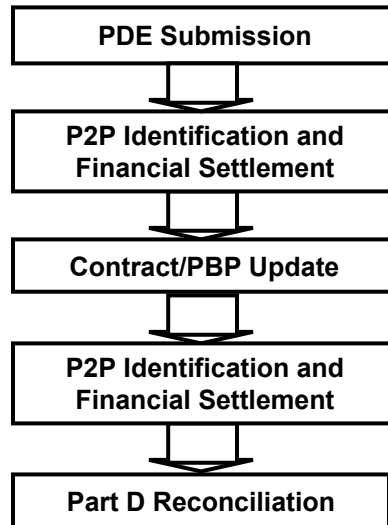 PDE Submission
P2P Identification and
Financial Settlement
Contract/PBP Update
P2P Identification and
Financial Settlement
Part D Reconciliation